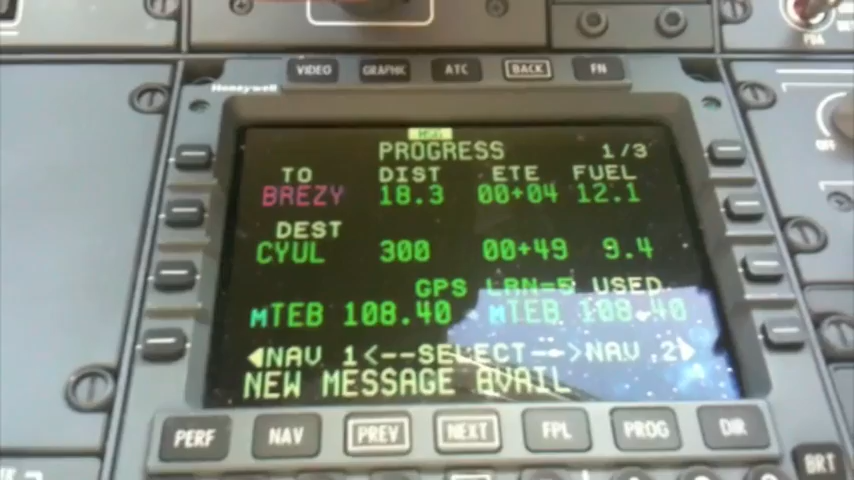 VIDEO GRAPHIC ATC BACK FN
Honeywell
MSG
PROGRESS 1/3
TO DIST ETE FUEL
BREZY 18.3 00+04 12.1
DEST
CYUL 300 00+49 9.4
GPS LRN=5 USED
MTEB 108.40 MTEB 108.40
◀NAV 1<--SELECT-->NAV 2▶
NEW MESSAGE AVAIL
PERF NAV PREV NEXT FPL PROG DIR
BRT
OFF